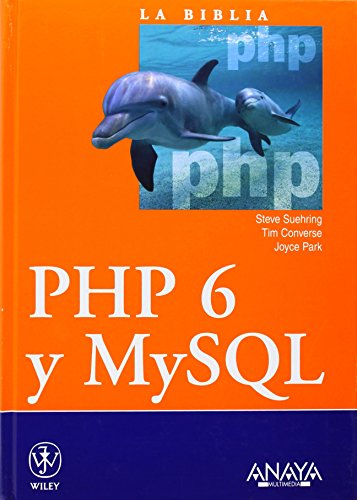 LA BIBLIA
php
php
Steve Suehring
Tim Converse
Joyce Park
PHP 6
y MySQL
WILEY
ANAYA
MULTIMEDIA